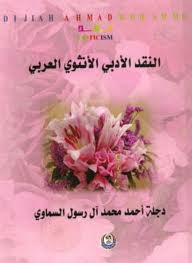 DIJLAH AHMAD
النقد الأدبي الأنثوي العربي
دجلة أحمد محمد آل رسول السماوي